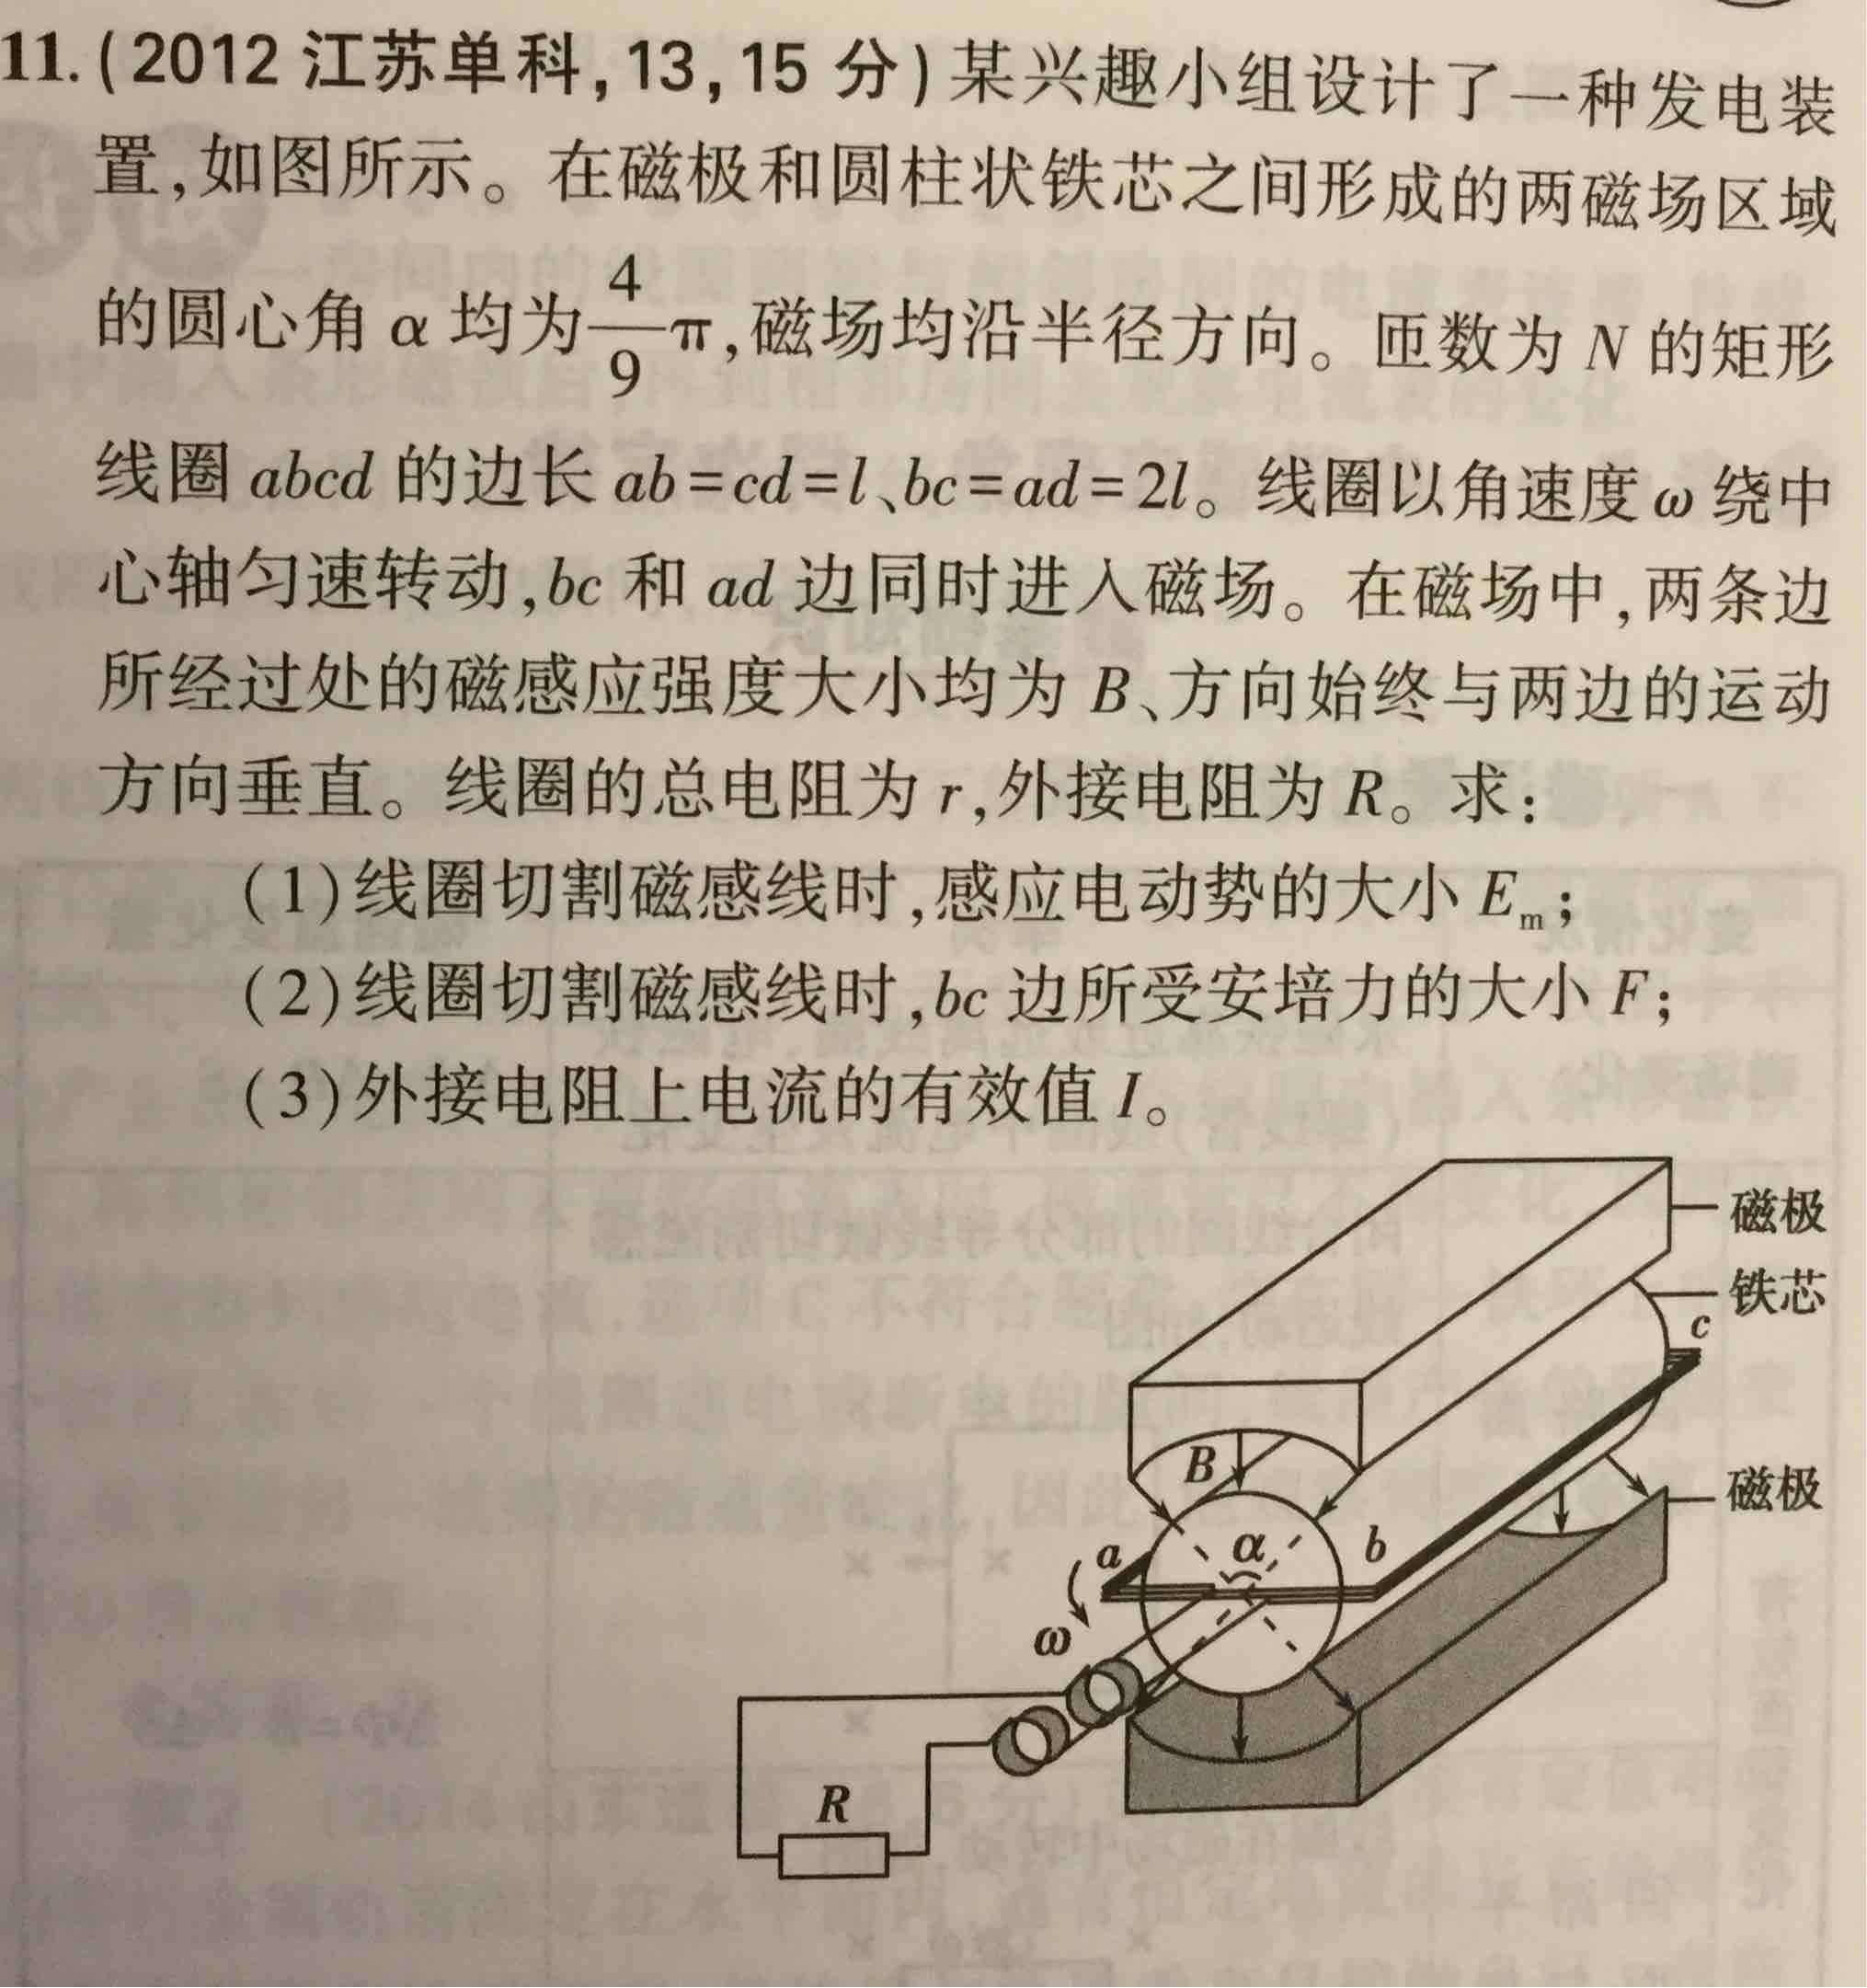 11. (2012 江苏单科,13,15 分)某兴趣小组设计了一种发电装
置,如图所示。在磁极和圆柱状铁芯之间形成的两磁场区域
的圆心角 α 均为4/9π,磁场均沿半径方向。匝数为 N 的矩形
线圈 abcd 的边长 ab=cd=l、bc=ad=2l。线圈以角速度 ω 绕中
心轴匀速转动,bc 和 ad 边同时进入磁场。在磁场中,两条边
所经过处的磁感应强度大小均为 B、方向始终与两边的运动
方向垂直。线圈的总电阻为 r,外接电阻为 R。求:
(1)线圈切割磁感线时,感应电动势的大小 Em;
(2)线圈切割磁感线时,bc 边所受安培力的大小 F;
(3)外接电阻上电流的有效值 I。
磁极
铁芯
c
B
磁极
a
α
b
ω
R